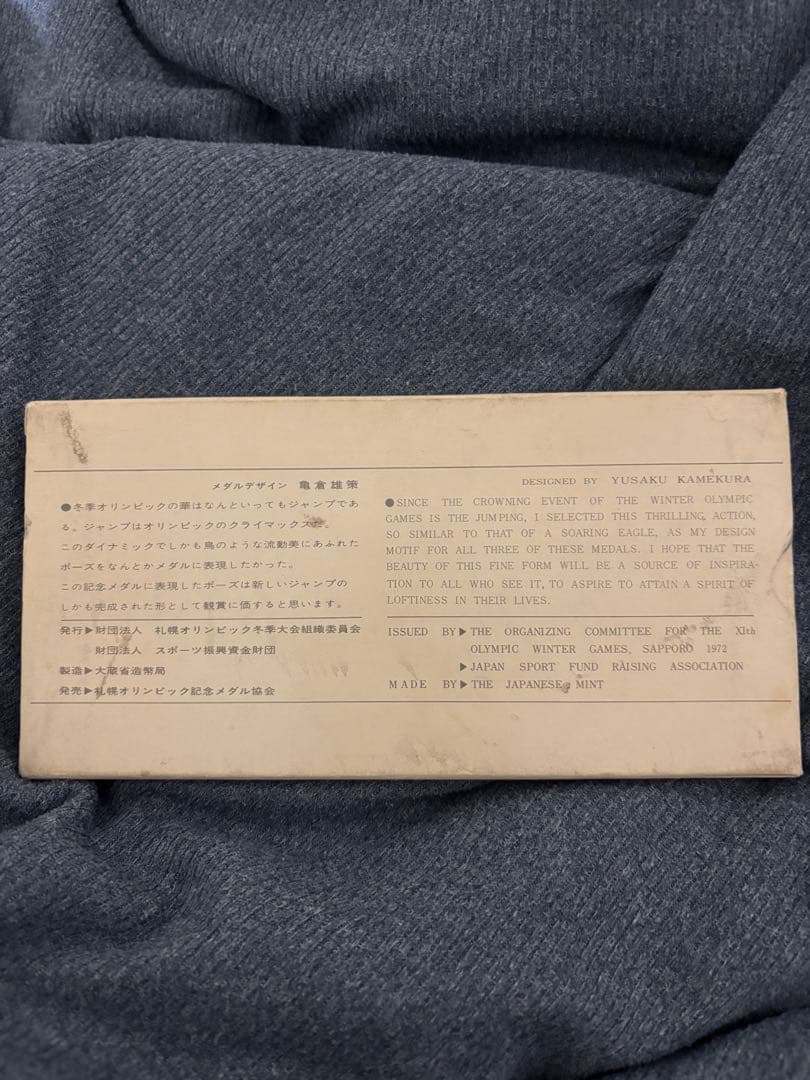 メダルデザイン 亀倉雄策
●冬季オリンピックの華はなんといってもジャンプであ
る。ジャンプはオリンピックのクライマックスだ。
このダイナミックでしかも鳥のような流動美にあふれた
ポーズをなんとかメダルに表現したかった。
この記念メダルに表現したポーズは新しいジャンプの
しかも完成された形として観賞に価すると思います。
発行▶財団法人 札幌オリンピック冬季大会組織委員会
財団法人 スポーツ振興資金財団
製造▶大蔵省造幣局
発売▶札幌オリンピック記念メダル協会
DESIGNED BY YUSAKU KAMEKURA
●SINCE THE CROWNING EVENT OF THE WINTER OLYMPIC
GAMES IS THE JUMPING, I SELECTED THIS THRILLING ACTION,
SO SIMILAR TO THAT OF A SOARING EAGLE, AS MY DESIGN
MOTIF FOR ALL THREE OF THESE MEDALS. I HOPE THAT THE
BEAUTY OF THIS FINE FORM WILL BE A SOURCE OF INSPIRA-
TION TO ALL WHO SEE IT, TO ASPIRE TO ATTAIN A SPIRIT OF
LOFTINESS IN THEIR LIVES.
ISSUED BY▶THE ORGANIZING COMMITTEE FOR THE XIth
OLYMPIC WINTER GAMES, SAPPORO 1972
▶JAPAN SPORT FUND RAISING ASSOCIATION
MADE BY▶THE JAPANESE MINT